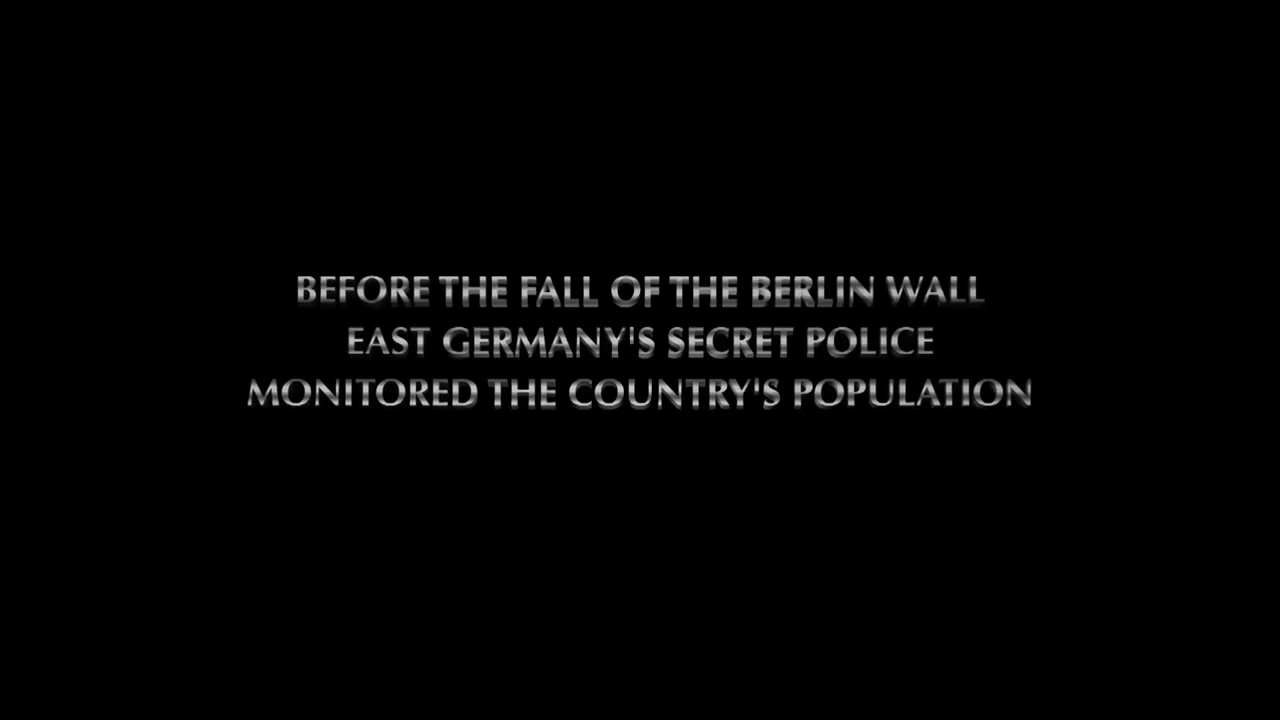 BEFORE THE FALL OF THE BERLIN WALL
EAST GERMANY'S SECRET POLICE
MONITORED THE COUNTRY'S POPULATION